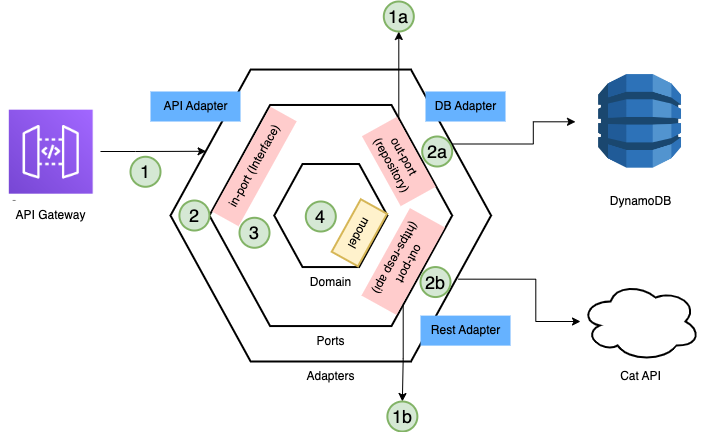 1a
API Adapter
DB Adapter
in-port (Interface)
out-port
(repository)
2a
</>
1
API Gateway
DynamoDB
2
3
4
model
out-port
(https-resp api)
2b
Domain
Rest Adapter
Ports
Adapters
Cat API
1b